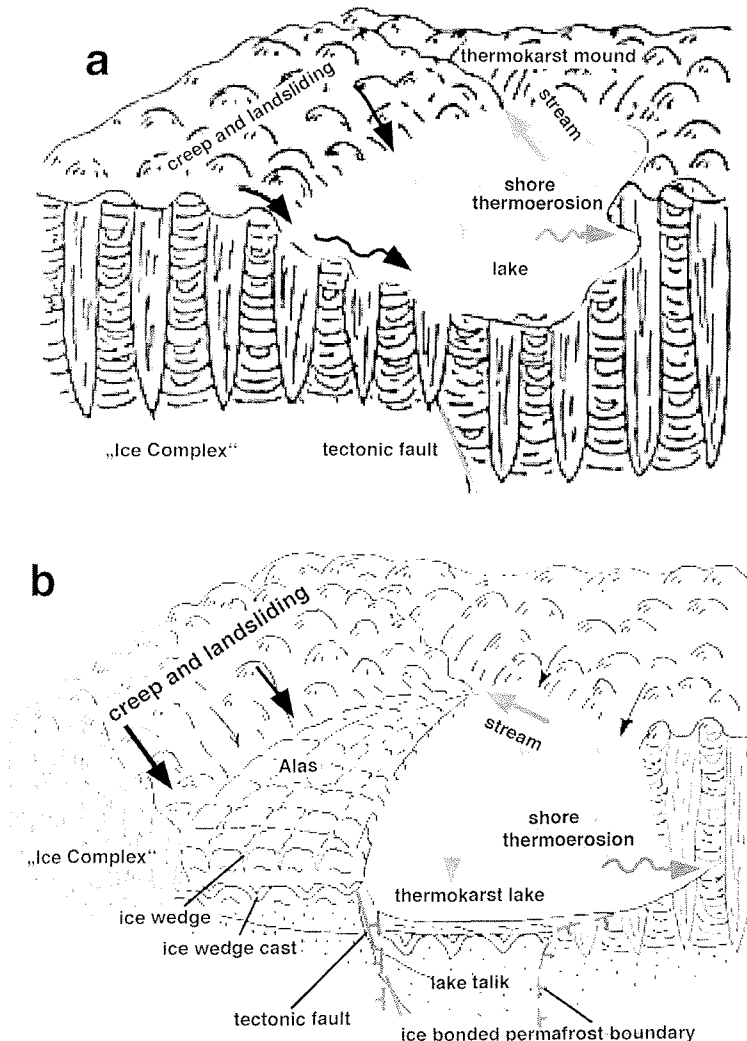 a
thermokarst mound
creep and landsliding
stream
shore
thermoerosion
lake
„Ice Complex“
tectonic fault
b
creep and landsliding
stream
Alas
shore
thermoerosion
„Ice Complex“
thermokarst lake
ice wedge
ice wedge cast
lake talik
tectonic fault
ice bonded permafrost boundary